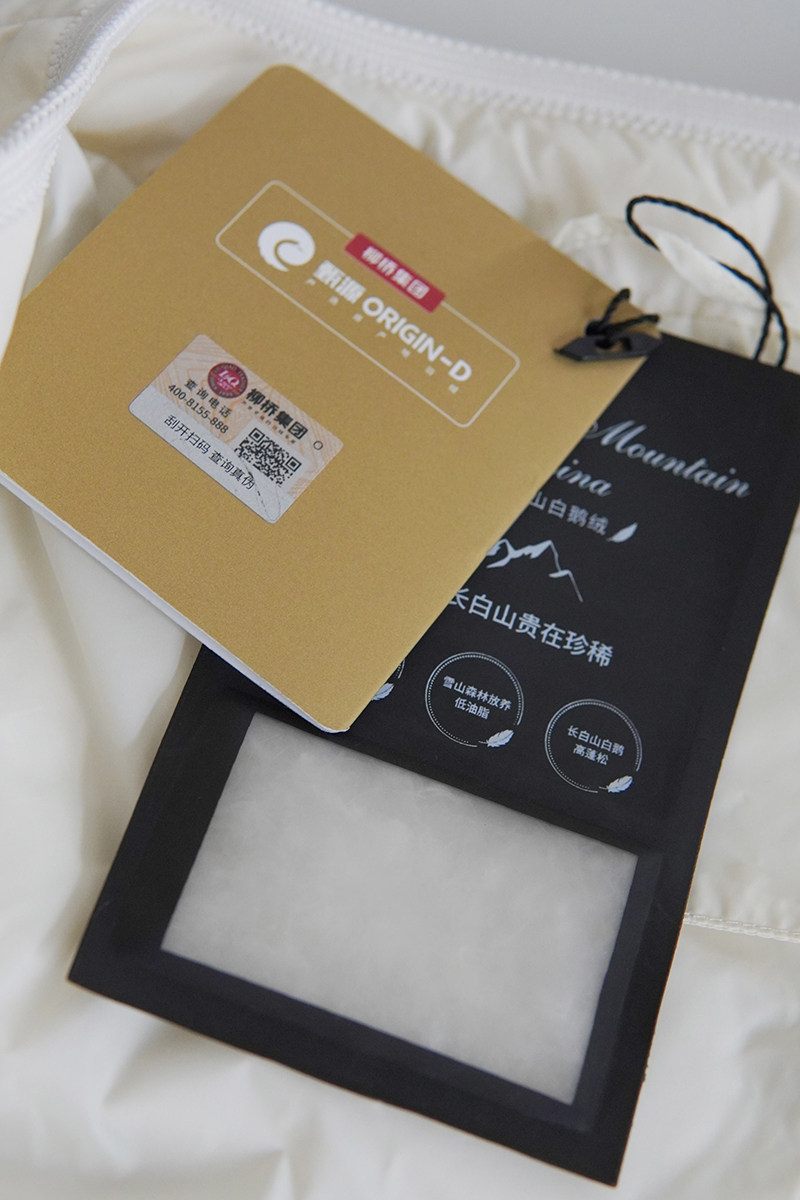 柳桥集团
甄源 ORIGIN-D
LQ
柳桥集团
查询电话
400-8155-888
刮开扫码 查询真伪
Mountain
ina
山白鹅绒
长白山贵在珍稀
雪山森林放养
低油脂
长白山白鹅
高蓬松